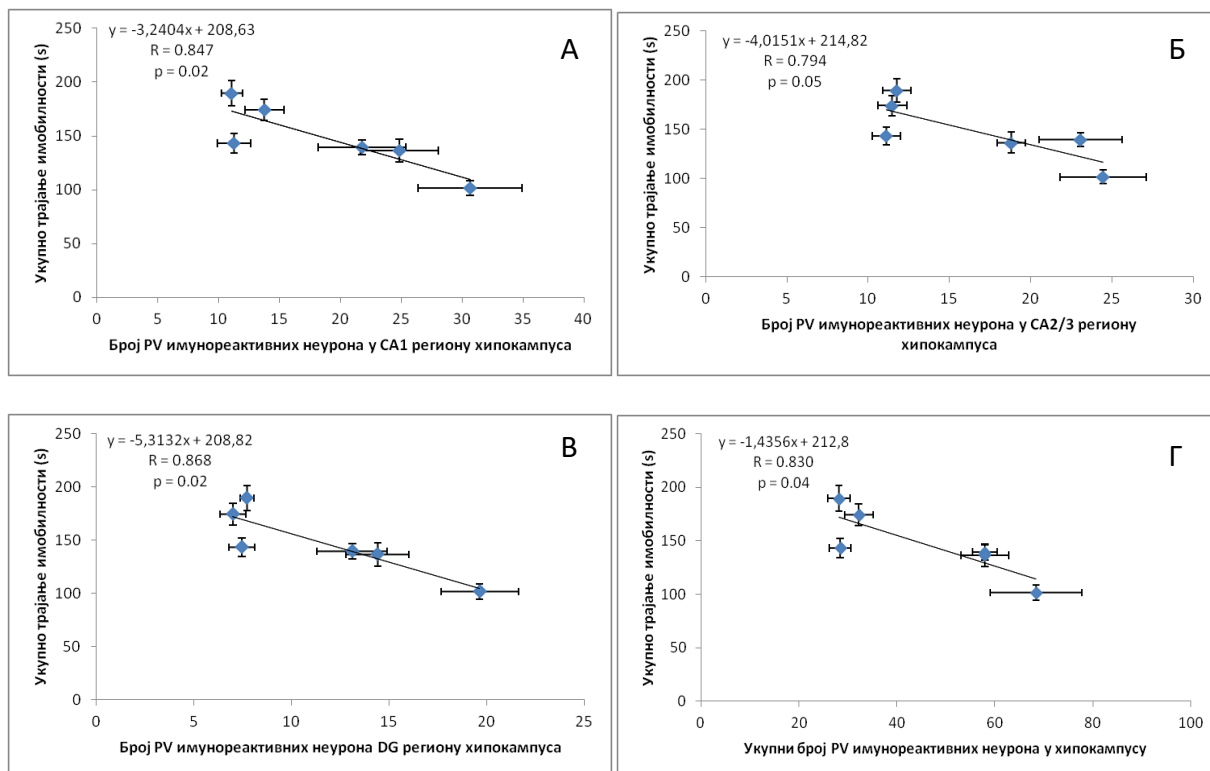 y = -3,2404x + 208,63
R = 0.847
p = 0.02
А
Укупно трајање имобилности (s)
250
200
150
100
50
0
0 5 10 15 20 25 30 35 40
Број PV имунореактивних неурона у CA1 региону хипокампуса
y = -4,0151x + 214,82
R = 0.794
p = 0.05
Б
Укупно трајање имобилности (s)
250
200
150
100
50
0
0 5 10 15 20 25 30
Број PV имунореактивних неурона у CA2/3 региону
хипокампуса
y = -5,3132x + 208,82
R = 0.868
p = 0.02
В
Укупно трајање имобилности (s)
250
200
150
100
50
0
0 5 10 15 20 25
Број PV имунореактивних неурона DG региону хипокампуса
y = -1,4356x + 212,8
R = 0.830
p = 0.04
Г
Укупно трајање имобилности (s)
250
200
150
100
50
0
0 20 40 60 80 100
Укупни број PV имунореактивних неурона у хипокампусу